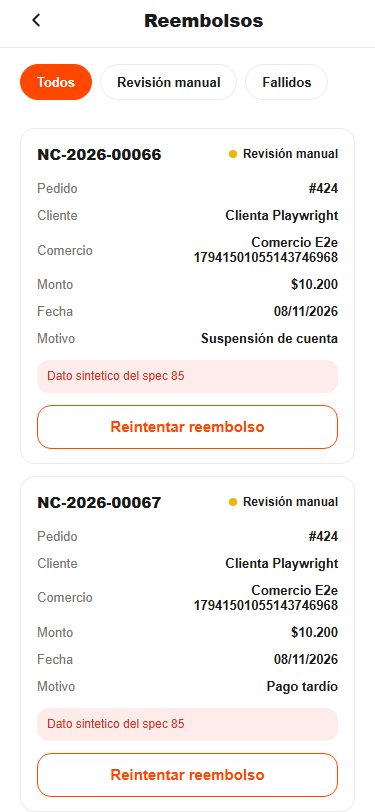 Reembolsos
Todos
Revisión manual
Fallidos
NC-2026-00066
Revisión manual
Pedido #424
Cliente Clienta Playwright
Comercio Comercio E2e
17941501055143746968
Monto $10.200
Fecha 08/11/2026
Motivo Suspensión de cuenta
Dato sintetico del spec 85
Reintentar reembolso
NC-2026-00067
Revisión manual
Pedido #424
Cliente Clienta Playwright
Comercio Comercio E2e
17941501055143746968
Monto $10.200
Fecha 08/11/2026
Motivo Pago tardío
Dato sintetico del spec 85
Reintentar reembolso